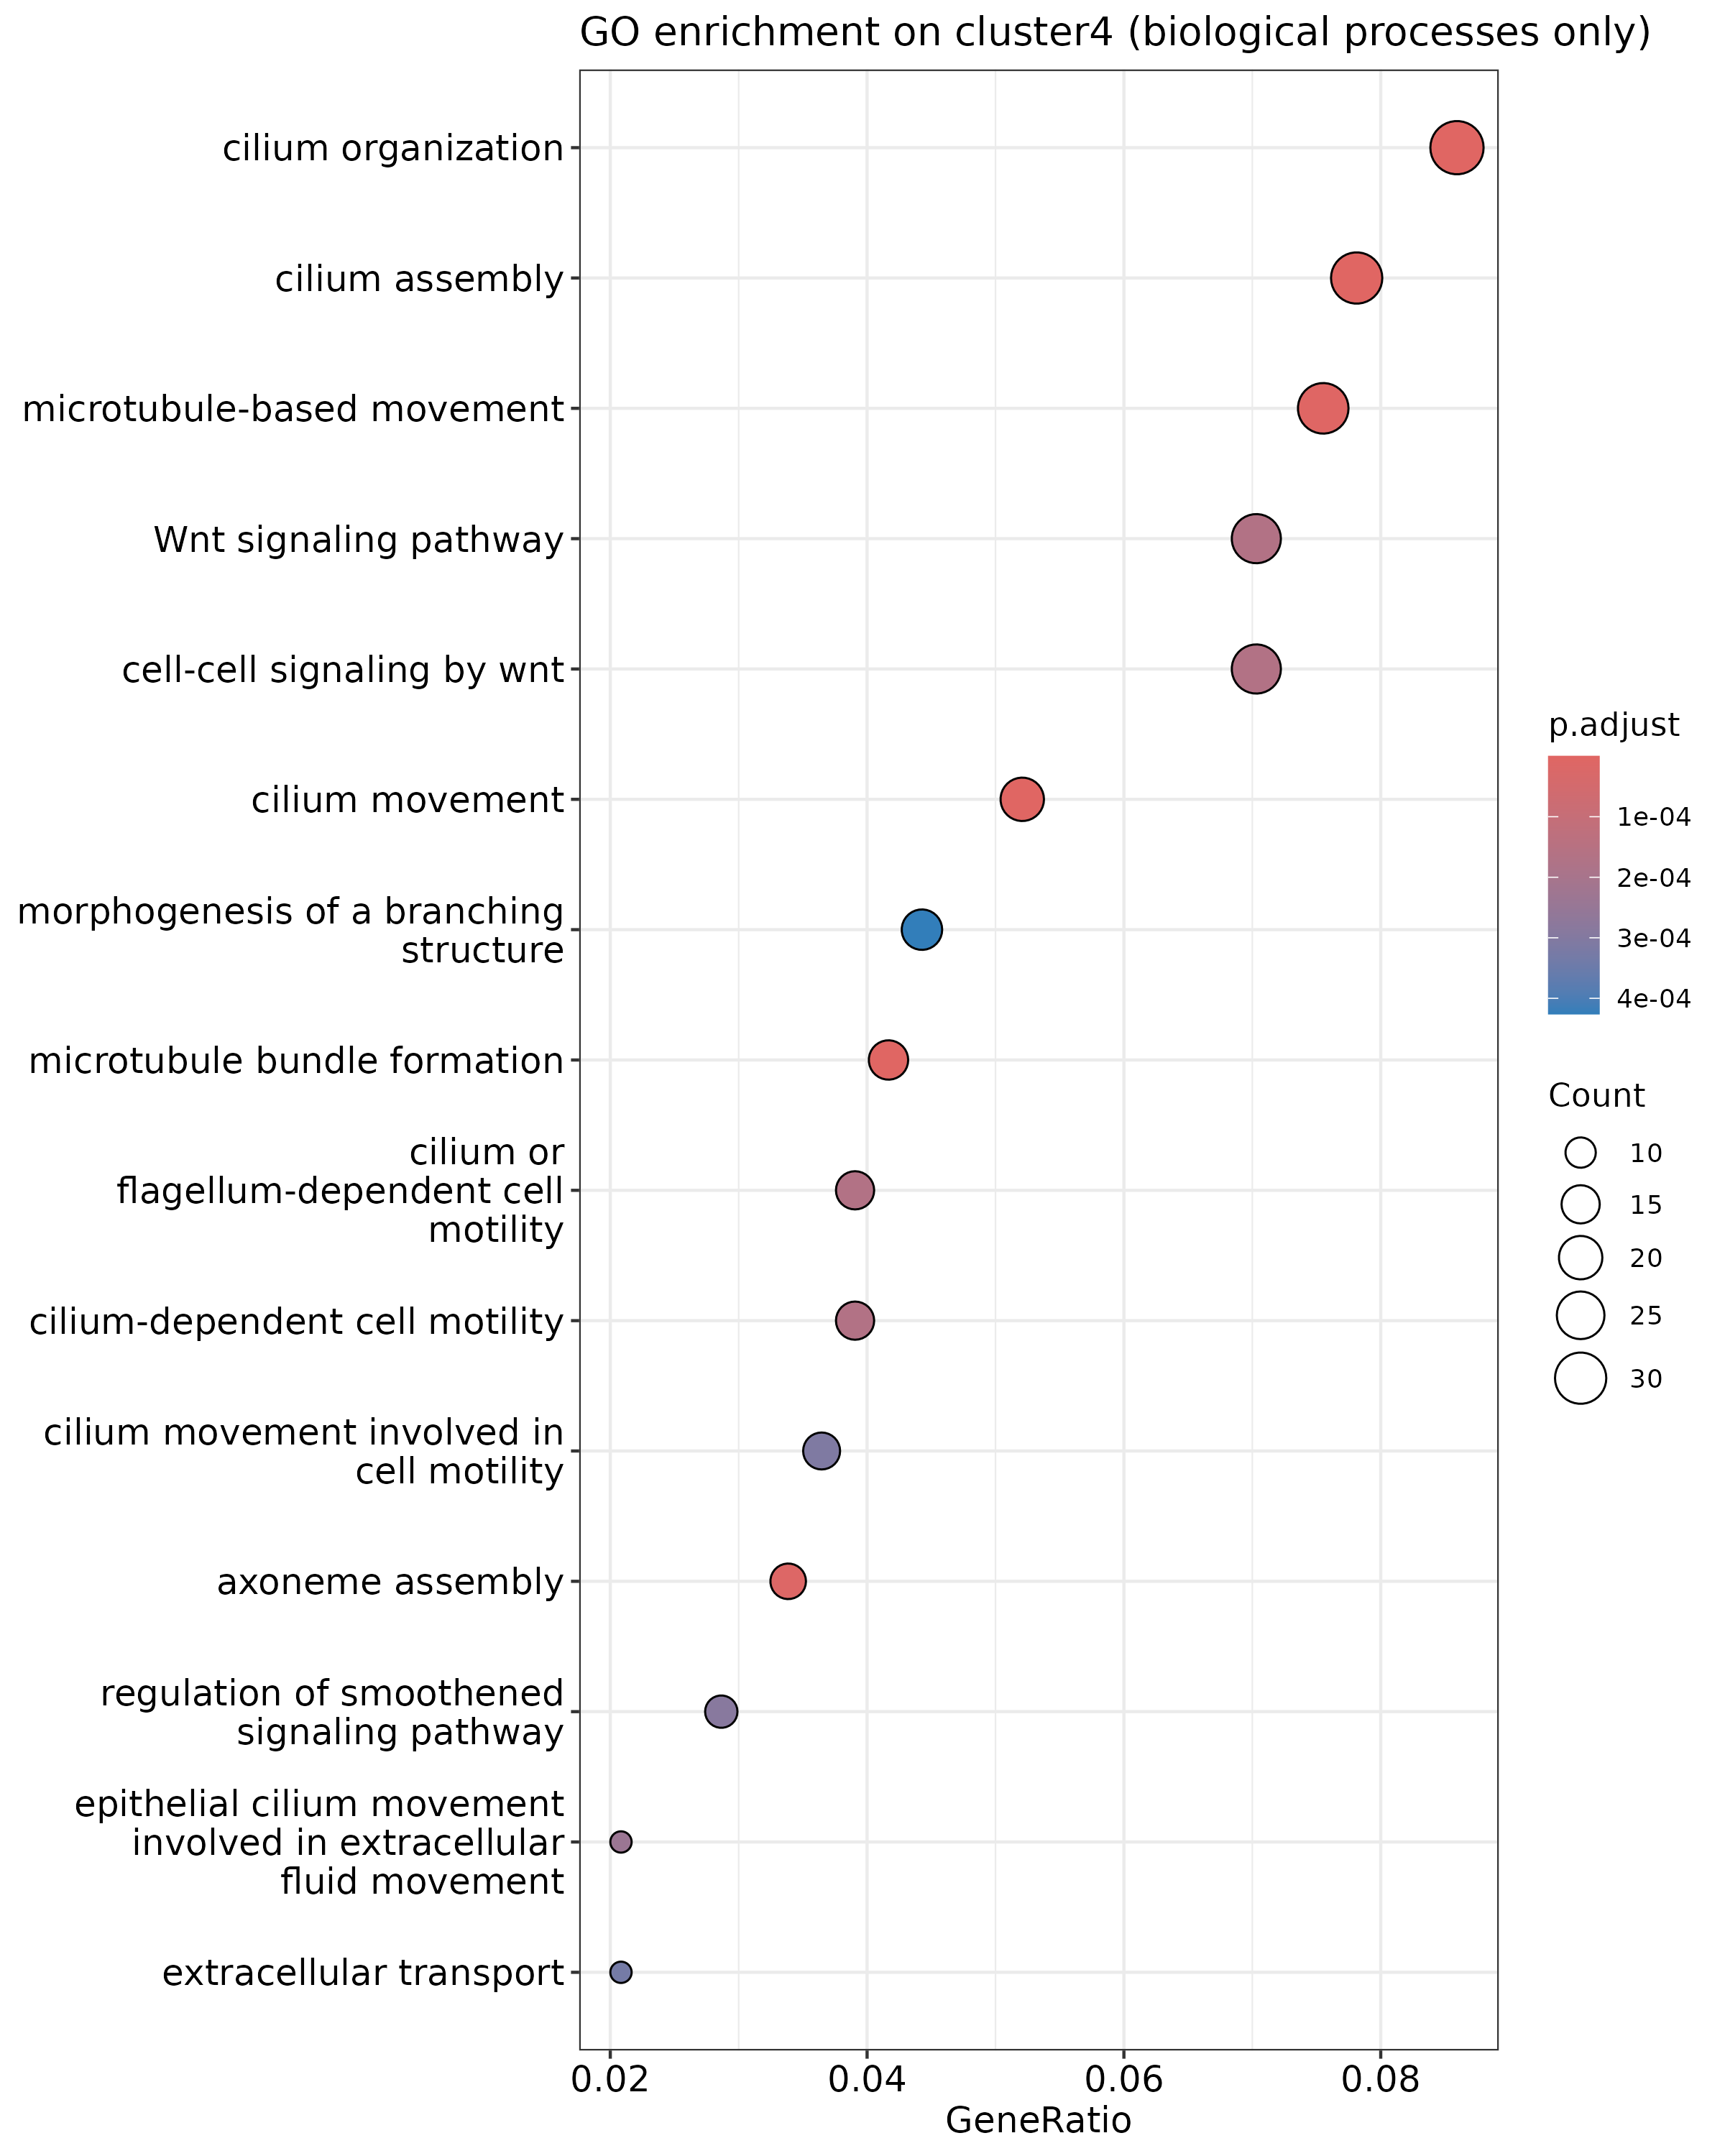 GO enrichment on cluster4 (biological processes only)
cilium organization
cilium assembly
microtubule-based movement
Wnt signaling pathway
cell-cell signaling by wnt
cilium movement
morphogenesis of a branching
structure
microtubule bundle formation
cilium or
flagellum-dependent cell
motility
cilium-dependent cell motility
cilium movement involved in
cell motility
axoneme assembly
regulation of smoothened
signaling pathway
epithelial cilium movement
involved in extracellular
fluid movement
extracellular transport
0.02 0.04 0.06 0.08
GeneRatio
p.adjust
1e-04
2e-04
3e-04
4e-04
Count
10
15
20
25
30